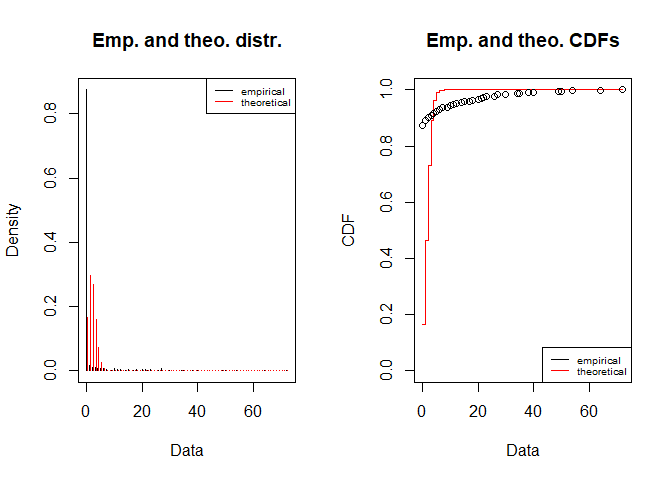 Emp. and theo. distr.
empirical
theoretical
Density
0.0 0.2 0.4 0.6 0.8
0 20 40 60
Data
Emp. and theo. CDFs
CDF
0.0 0.2 0.4 0.6 0.8 1.0
empirical
theoretical
0 20 40 60
Data